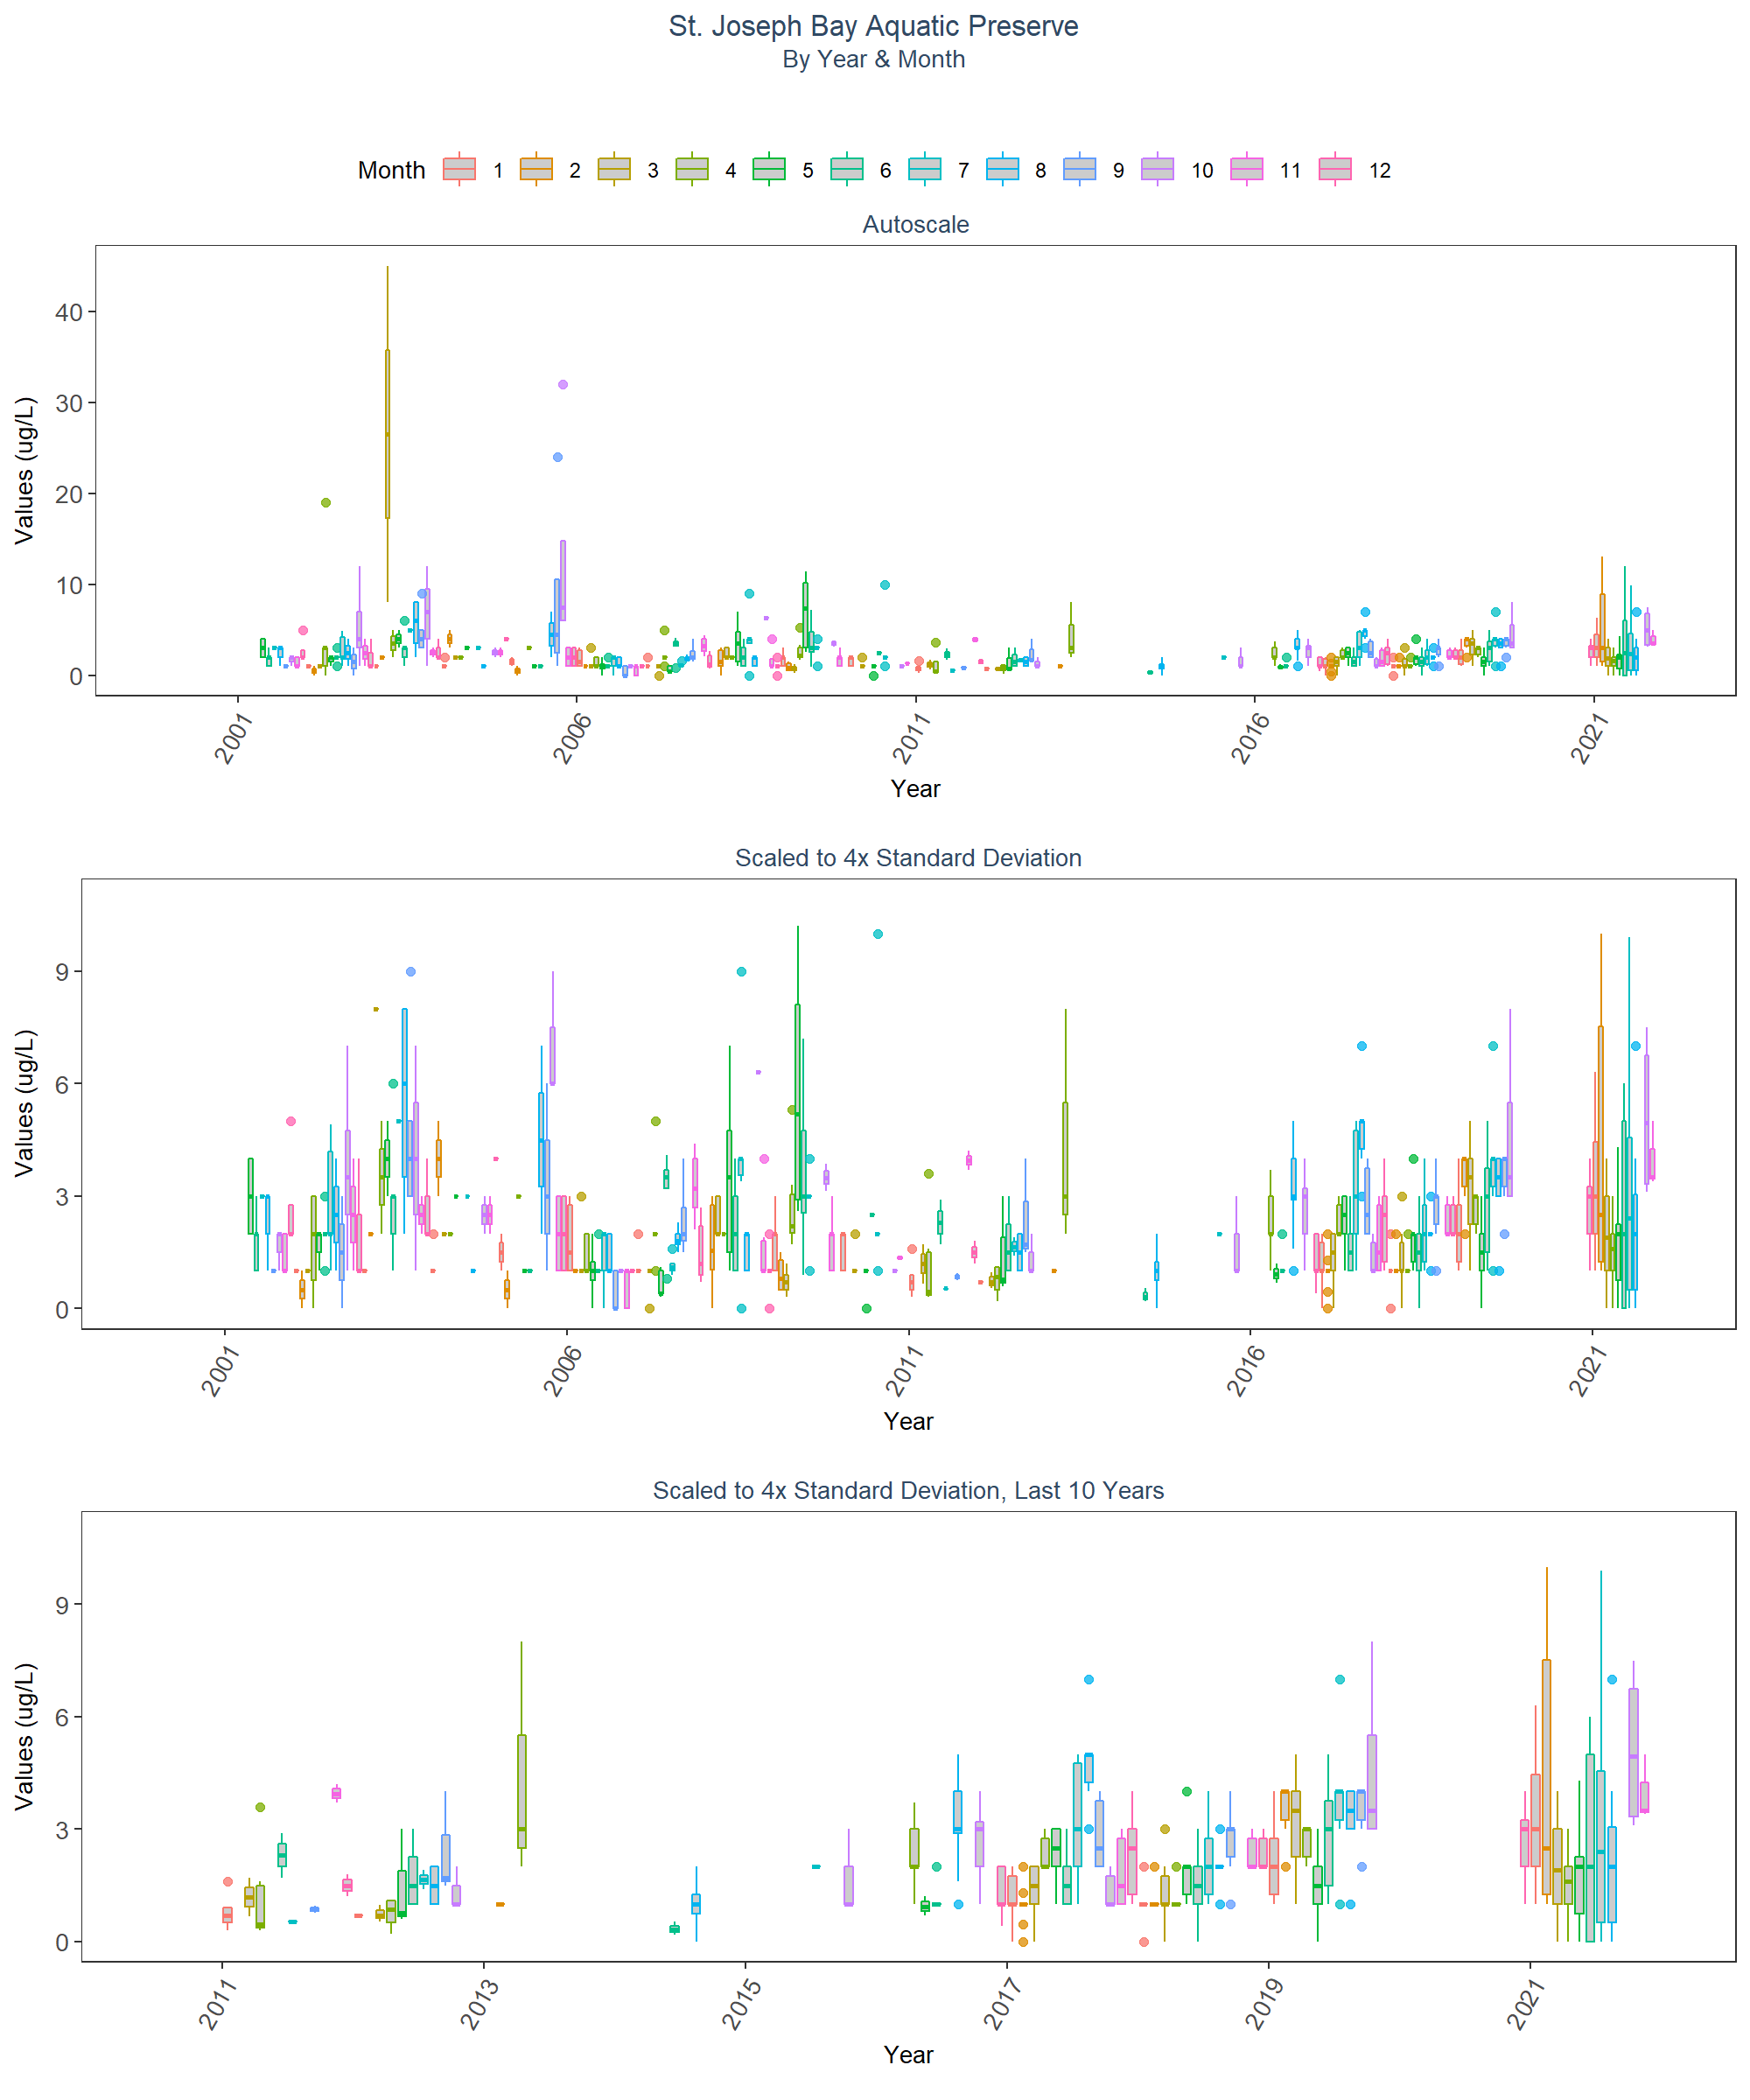 St. Joseph Bay Aquatic Preserve
By Year & Month
Month 1 2 3 4 5 6 7 8 9 10 11 12
Autoscale
Values (ug/L)
40
30
20
10
0
2001 2006 2011 2016 2021
Year
Scaled to 4x Standard Deviation
Values (ug/L)
9
6
3
0
2001 2006 2011 2016 2021
Year
Scaled to 4x Standard Deviation, Last 10 Years
Values (ug/L)
9
6
3
0
2011 2013 2015 2017 2019 2021
Year